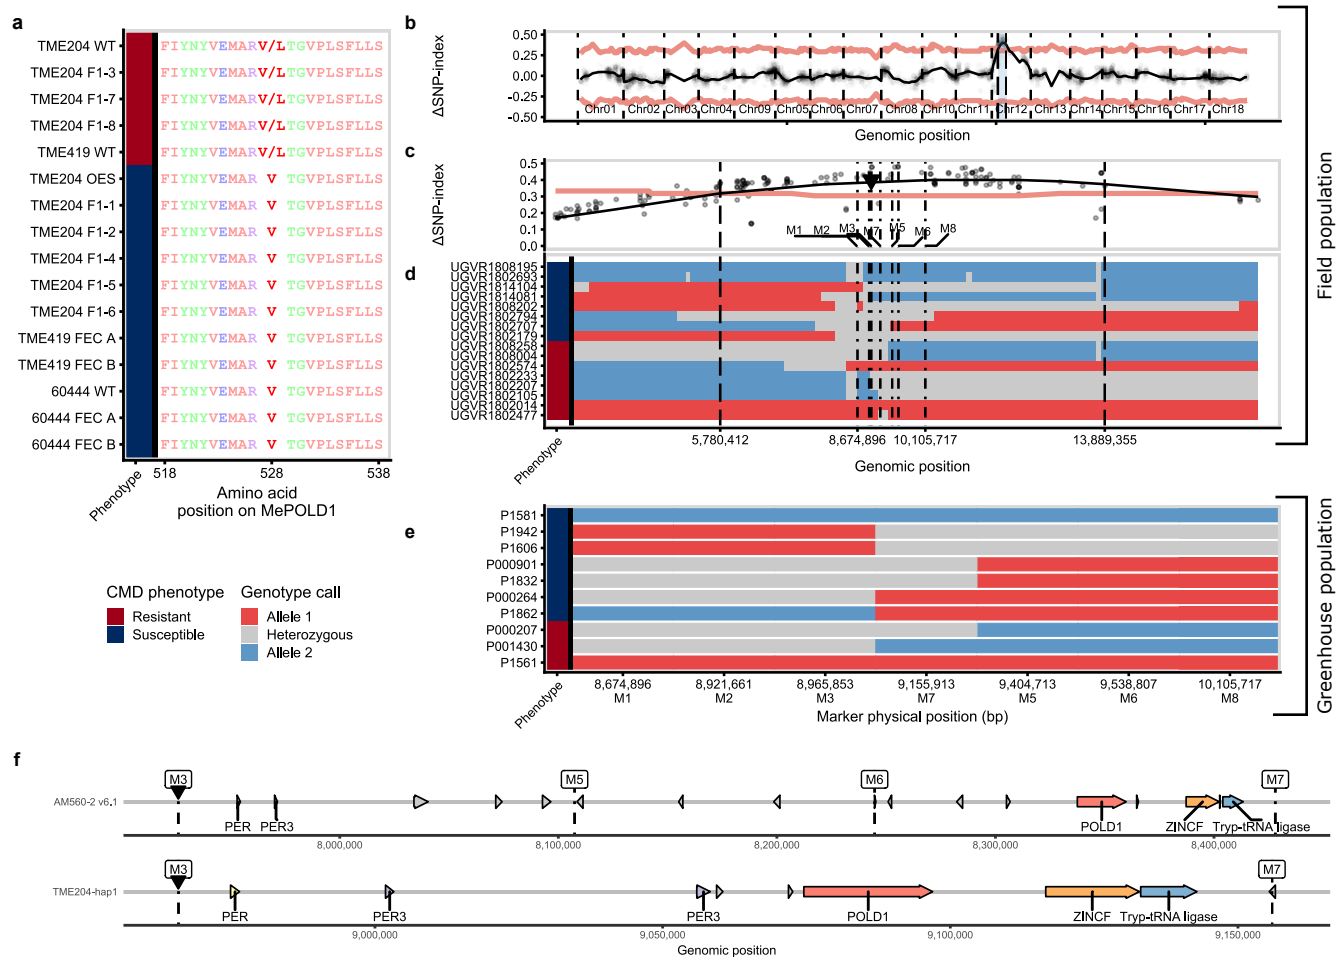 a
TME204 WT FIYNYVEMARV/LTGVPLSFLLS
TME204 F1-3 FIYNYVEMARV/LTGVPLSFLLS
TME204 F1-7 FIYNYVEMARV/LTGVPLSFLLS
TME204 F1-8 FIYNYVEMARV/LTGVPLSFLLS
TME419 WT FIYNYVEMARV/LTGVPLSFLLS
TME204 OES FIYNYVEMAR V TGVPLSFLLS
TME204 F1-1 FIYNYVEMAR V TGVPLSFLLS
TME204 F1-2 FIYNYVEMAR V TGVPLSFLLS
TME204 F1-4 FIYNYVEMAR V TGVPLSFLLS
TME204 F1-5 FIYNYVEMAR V TGVPLSFLLS
TME204 F1-6 FIYNYVEMAR V TGVPLSFLLS
TME419 FEC A FIYNYVEMAR V TGVPLSFLLS
TME419 FEC B FIYNYVEMAR V TGVPLSFLLS
60444 WT FIYNYVEMAR V TGVPLSFLLS
60444 FEC A FIYNYVEMAR V TGVPLSFLLS
60444 FEC B FIYNYVEMAR V TGVPLSFLLS
Phenotype
518 528 538
Amino acid
position on MePOLD1
b
ΔSNP-index
0.50
0.25
0.00
-0.25
-0.50
Chr01 Chr02 Chr03 Chr04 Chr09 Chr05 Chr06 Chr07 Chr08 Chr10 Chr11 Chr12 Chr13 Chr14 Chr15 Chr16 Chr17 Chr18
Genomic position
c
ΔSNP-index
0.5
0.4
0.3
0.2
0.1
0.0
M1 M2 M3 M7 M5 M6 M8
d
UGVR1808195
UGVR1802693
UGVR1814104
UGVR1814081
UGVR1808202
UGVR1802794
UGVR1802707
UGVR1802179
UGVR1808258
UGVR1808004
UGVR1802574
UGVR1802233
UGVR1802207
UGVR1802105
UGVR1802014
UGVR1802477
Phenotype
5,780,412 8,674,896 10,105,717 13,889,355
Genomic position
Field population
e
P1581
P1942
P1606
P000901
P1832
P000264
P1862
P000207
P001430
P1561
Phenotype
8,674,896 8,921,661 8,965,853 9,155,913 9,404,713 9,538,807 10,105,717
M1 M2 M3 M7 M5 M6 M8
Marker physical position (bp)
Greenhouse population
CMD phenotype
Resistant
Susceptible
Genotype call
Allele 1
Heterozygous
Allele 2
f
M3 M5 M6 M7
AM560-2 v6.1
PER PER3 POLD1 ZINCF Tryp-tRNA ligase
8,000,000 8,100,000 8,200,000 8,300,000 8,400,000
M3 M7
TME204-hap1
PER PER3 PER3 POLD1 ZINCF Tryp-tRNA ligase
9,000,000 9,050,000 9,100,000 9,150,000
Genomic position